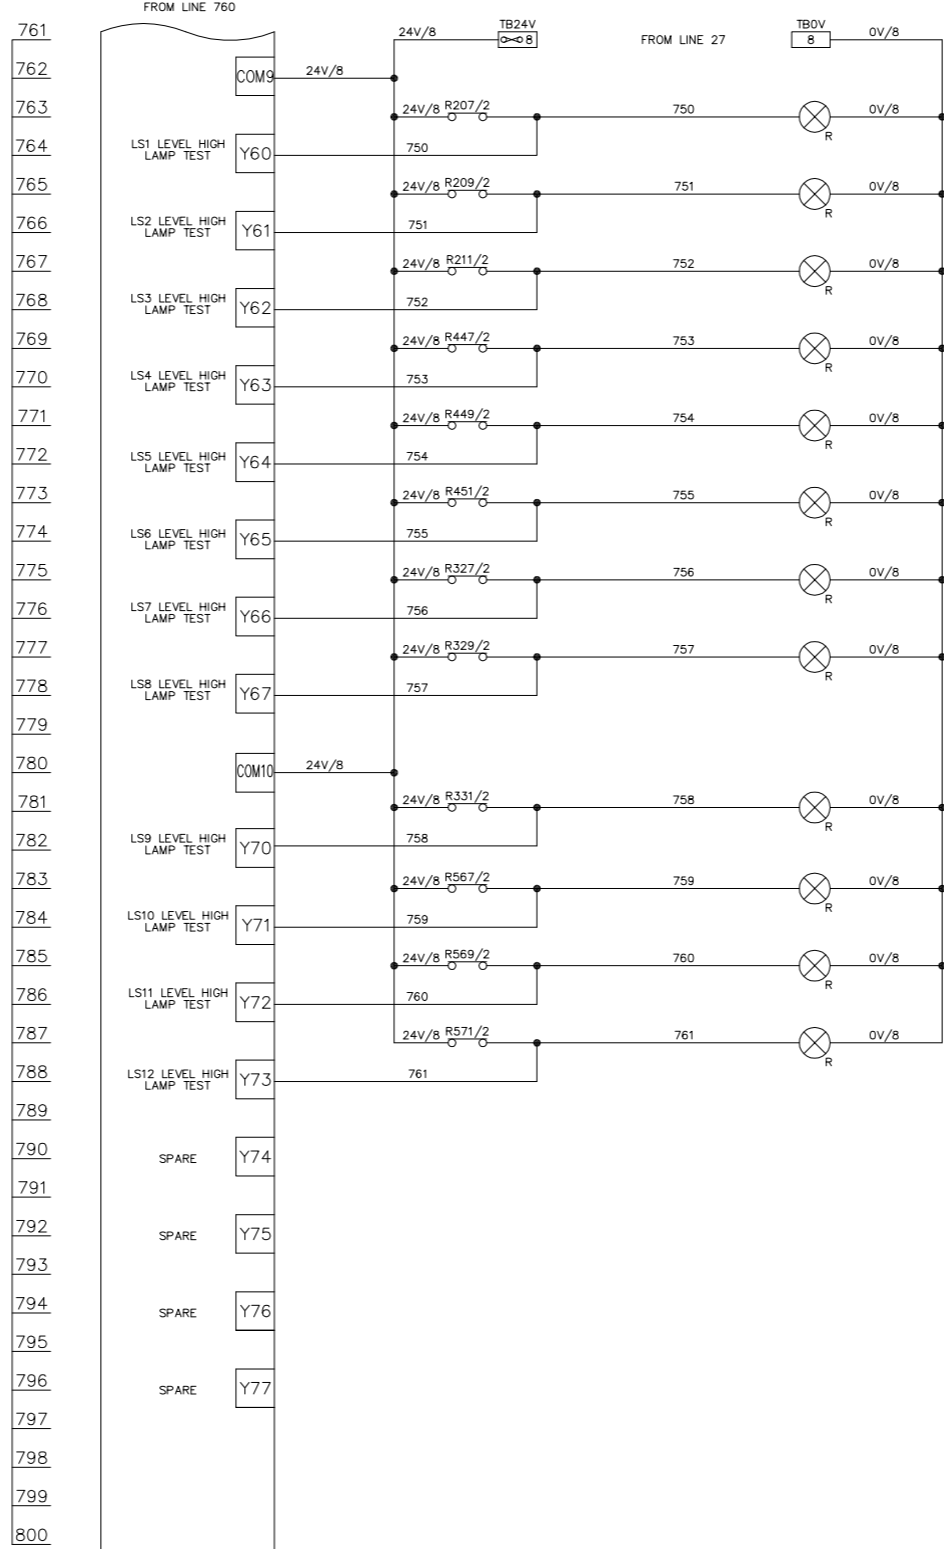 FROM LINE 760
761 24V/8 TB24V 8 FROM LINE 27 TB0V 8 0V/8
762 COM9 24V/8
763 24V/8 R207/2 750 R 0V/8
764 LS1 LEVEL HIGH LAMP TEST Y60 750
765 24V/8 R209/2 751 R 0V/8
766 LS2 LEVEL HIGH LAMP TEST Y61 751
767 24V/8 R211/2 752 R 0V/8
768 LS3 LEVEL HIGH LAMP TEST Y62 752
769 24V/8 R447/2 753 R 0V/8
770 LS4 LEVEL HIGH LAMP TEST Y63 753
771 24V/8 R449/2 754 R 0V/8
772 LS5 LEVEL HIGH LAMP TEST Y64 754
773 24V/8 R451/2 755 R 0V/8
774 LS6 LEVEL HIGH LAMP TEST Y65 755
775 24V/8 R327/2 756 R 0V/8
776 LS7 LEVEL HIGH LAMP TEST Y66 756
777 24V/8 R329/2 757 R 0V/8
778 LS8 LEVEL HIGH LAMP TEST Y67 757
779
780 COM10 24V/8
781 24V/8 R331/2 758 R 0V/8
782 LS9 LEVEL HIGH LAMP TEST Y70 758
783 24V/8 R567/2 759 R 0V/8
784 LS10 LEVEL HIGH LAMP TEST Y71 759
785 24V/8 R569/2 760 R 0V/8
786 LS11 LEVEL HIGH LAMP TEST Y72 760
787 24V/8 R571/2 761 R 0V/8
788 LS12 LEVEL HIGH LAMP TEST Y73 761
789
790 SPARE Y74
791
792 SPARE Y75
793
794 SPARE Y76
795
796 SPARE Y77
797
798
799
800